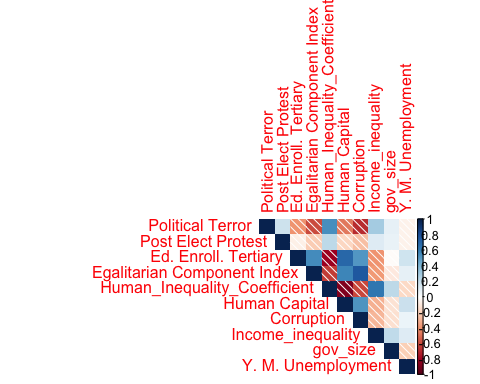 Political Terror
Post Elect Protest
Ed. Enroll. Tertiary
Egalitarian Component Index
Human_Inequality_Coefficient
Human Capital
Corruption
Income_inequality
gov_size
Y. M. Unemployment
Political Terror
Post Elect Protest
Ed. Enroll. Tertiary
Egalitarian Component Index
Human_Inequality_Coefficient
Human Capital
Corruption
Income_inequality
gov_size
Y. M. Unemployment
1
0.8
0.6
0.4
0.2
0
-0.2
-0.4
-0.6
-0.8
-1